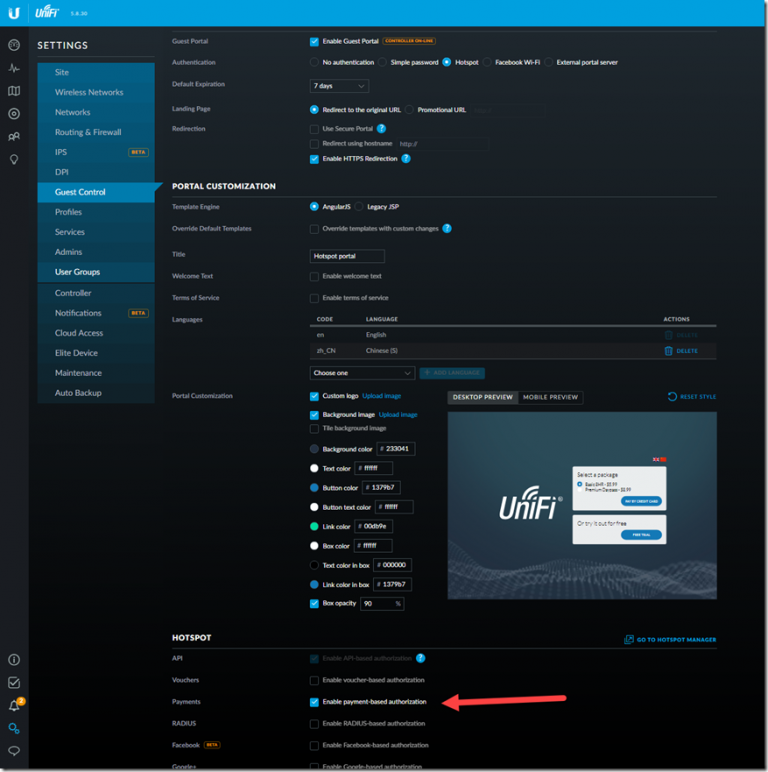 UniFi 5.8.30
SETTINGS
Site
Wireless Networks
Networks
Routing & Firewall
IPS BETA
DPI
Guest Control
Profiles
Services
Admins
User Groups
Controller
Notifications BETA
Cloud Access
Elite Device
Maintenance
Auto Backup
2
Guest Portal Enable Guest Portal CONTROLLER ON-LINE
Authentication No authentication Simple password Hotspot Facebook Wi-Fi External portal server
Default Expiration 7 days
Landing Page Redirect to the original URL Promotional URL
Redirection Use Secure Portal ?
Redirect using hostname http://
Enable HTTPS Redirection ?
PORTAL CUSTOMIZATION
Template Engine AngularJS Legacy JSP
Override Default Templates Override templates with custom changes ?
Title Hotspot portal
Welcome Text Enable welcome text
Terms of Service Enable terms of service
Languages CODE LANGUAGE ACTIONS
en English DELETE
zh_CN Chinese (S) DELETE
Choose one + ADD LANGUAGE
Portal Customization Custom logo Upload image DESKTOP PREVIEW MOBILE PREVIEW RESET STYLE
Background image Upload image
Tile background image
Background color # 233041
Text color # ffffff
Button color # 1379b7
Button text color # ffffff
Link color # 00db9e
Box color # ffffff
Text color in box # 000000
Link color in box # 1379b7
Box opacity 90 %
UniFi
Select a package
PAY BY CREDIT CARD
Or try it out for free
FREE TRIAL
HOTSPOT GO TO HOTSPOT MANAGER
API Enable API-based authorization ?
Vouchers Enable voucher-based authorization
Payments Enable payment-based authorization
RADIUS Enable RADIUS-based authorization
Facebook BETA Enable Facebook-based authorization
Google+ Enable Google-based authorization